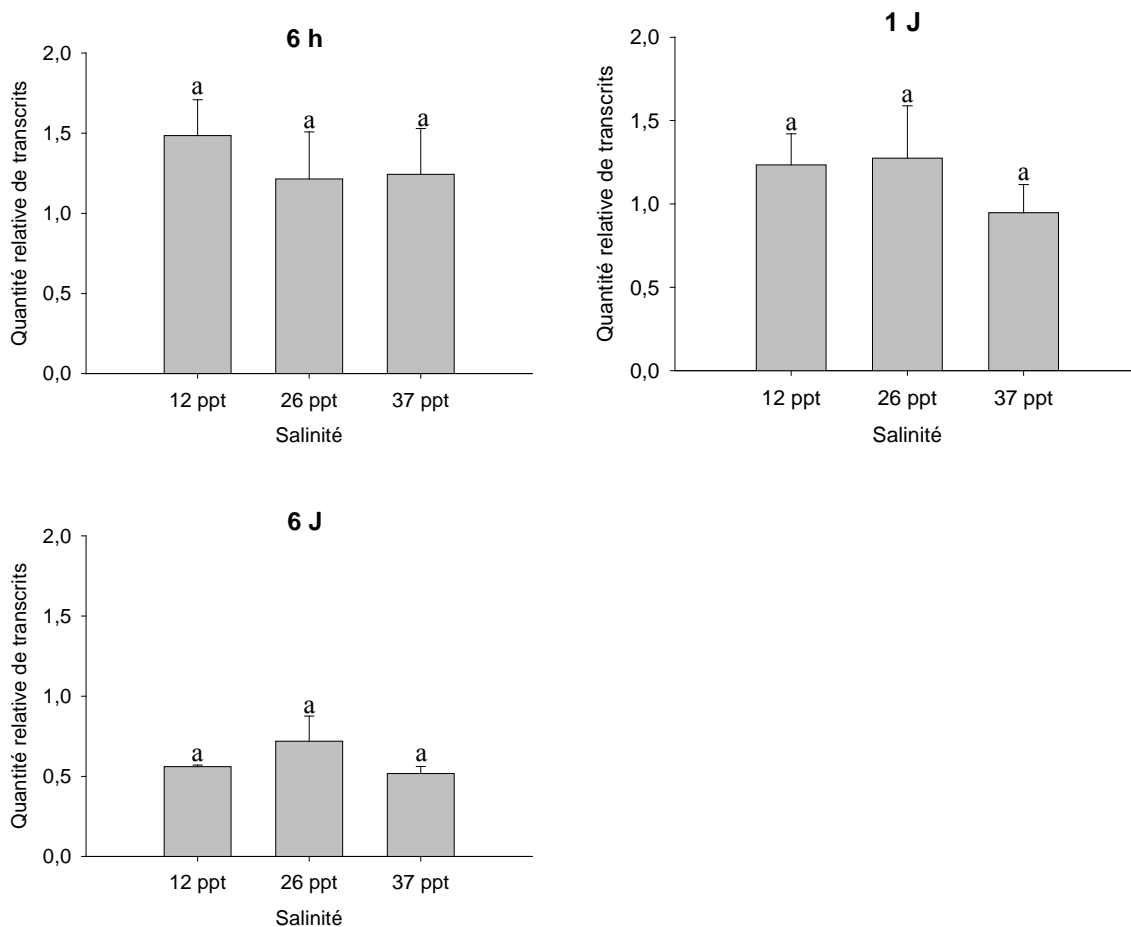 6 h
Quantité relative de transcrits
2,0
1,5
1,0
0,5
0,0
a
a
a
12 ppt
26 ppt
37 ppt
Salinité
1 J
Quantité relative de transcrits
2,0
1,5
1,0
0,5
0,0
a
a
a
12 ppt
26 ppt
37 ppt
Salinité
6 J
Quantité relative de transcrits
2,0
1,5
1,0
0,5
0,0
a
a
a
12 ppt
26 ppt
37 ppt
Salinité